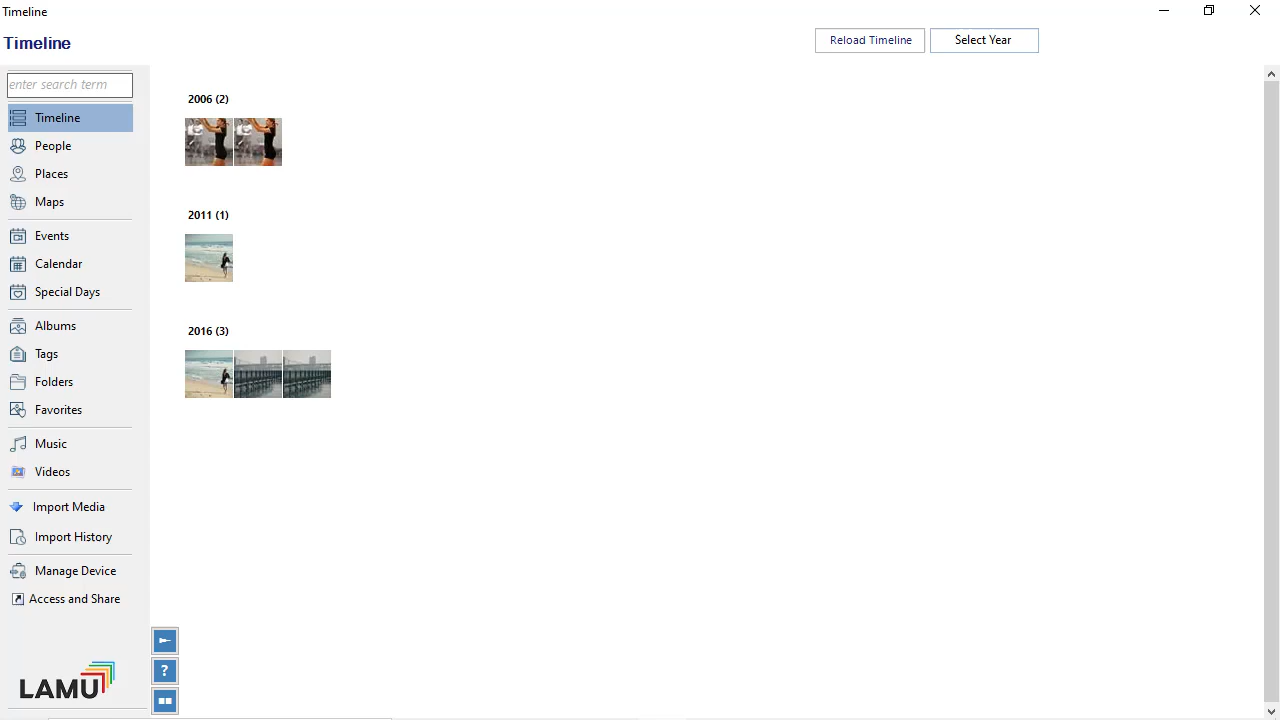 Timeline
Timeline
Reload Timeline
Select Year
enter search term
Timeline
People
Places
Maps
Events
Calendar
Special Days
Albums
Tags
Folders
Favorites
Music
Videos
Import Media
Import History
Manage Device
Access and Share
LAMU
2006 (2)
2011 (1)
2016 (3)
?